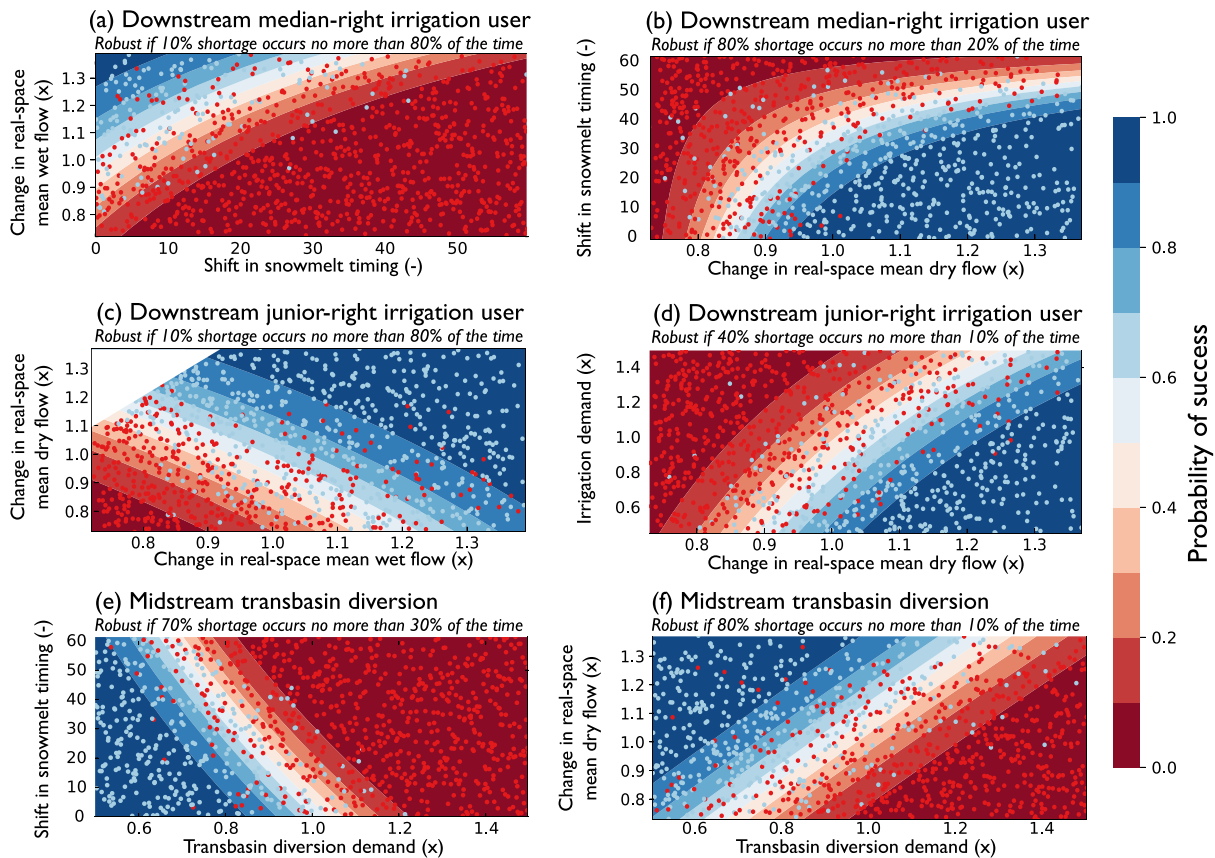 (a) Downstream median-right irrigation user
Robust if 10% shortage occurs no more than 80% of the time
Change in real-space
mean wet flow (x)
1.3
1.2
1.1
1.0
0.9
0.8
0 10 20 30 40 50
Shift in snowmelt timing (-)
(b) Downstream median-right irrigation user
Robust if 80% shortage occurs no more than 20% of the time
Shift in snowmelt timing (-)
60
50
40
30
20
10
0
0.8 0.9 1.0 1.1 1.2 1.3
Change in real-space mean dry flow (x)
(c) Downstream junior-right irrigation user
Robust if 10% shortage occurs no more than 80% of the time
Change in real-space
mean dry flow (x)
1.3
1.2
1.1
1.0
0.9
0.8
0.8 0.9 1.0 1.1 1.2 1.3
Change in real-space mean wet flow (x)
(d) Downstream junior-right irrigation user
Robust if 40% shortage occurs no more than 10% of the time
Irrigation demand (x)
1.4
1.2
1.0
0.8
0.6
0.8 0.9 1.0 1.1 1.2 1.3
Change in real-space mean dry flow (x)
(e) Midstream transbasin diversion
Robust if 70% shortage occurs no more than 30% of the time
Shift in snowmelt timing (-)
60
50
40
30
20
10
0
0.6 0.8 1.0 1.2 1.4
Transbasin diversion demand (x)
(f) Midstream transbasin diversion
Robust if 80% shortage occurs no more than 10% of the time
Change in real-space
mean dry flow (x)
1.3
1.2
1.1
1.0
0.9
0.8
0.6 0.8 1.0 1.2 1.4
Transbasin diversion demand (x)
1.0
0.8
0.6
0.4
0.2
0.0
Probability of success